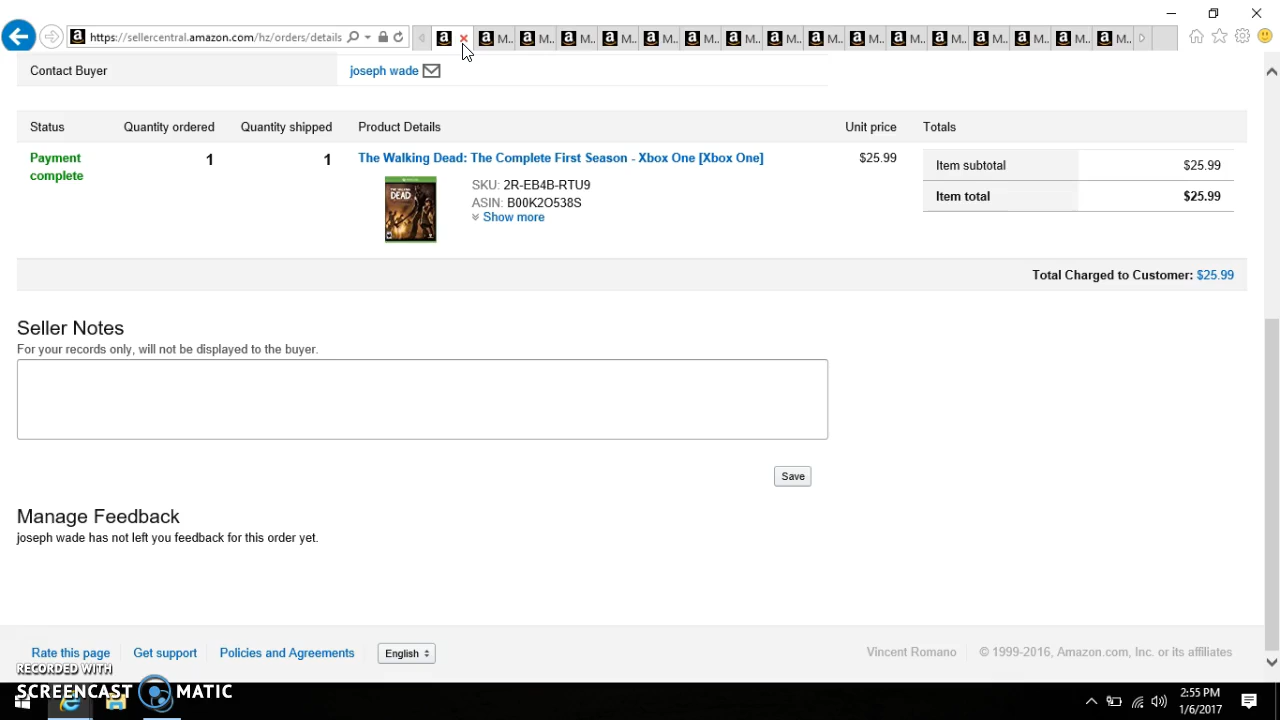 https://sellercentral.amazon.com/hz/orders/details
M.. M.. M.. M.. M.. M.. M.. M.. M.. M.. M.. M.. M.. M.. M.. M..
Contact Buyer joseph wade
Status Quantity ordered Quantity shipped Product Details Unit price Totals
Payment complete 1 1 The Walking Dead: The Complete First Season - Xbox One [Xbox One] $25.99 Item subtotal $25.99
SKU: 2R-EB4B-RTU9
ASIN: B00K2O538S
Item total $25.99
Show more
Total Charged to Customer: $25.99
Seller Notes
For your records only, will not be displayed to the buyer.
Save
Manage Feedback
joseph wade has not left you feedback for this order yet.
Rate this page Get support Policies and Agreements English Vincent Romano © 1999-2016, Amazon.com, Inc. or its affiliates
RECORDED WITH
SCREENCAST MATIC
2:55 PM
1/6/2017